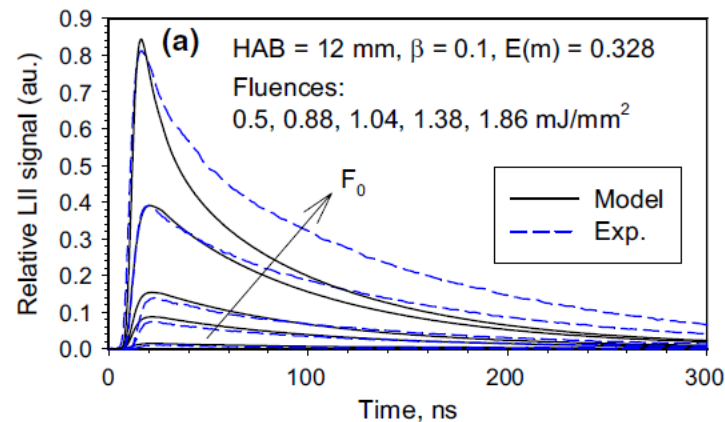 (a)
HAB = 12 mm, β = 0.1, E(m) = 0.328
Fluences:
0.5, 0.88, 1.04, 1.38, 1.86 mJ/mm²
F₀
Model
Exp.
Relative LII signal (au.)
0.9
0.8
0.7
0.6
0.5
0.4
0.3
0.2
0.1
0.0
0 100 200 300
Time, ns